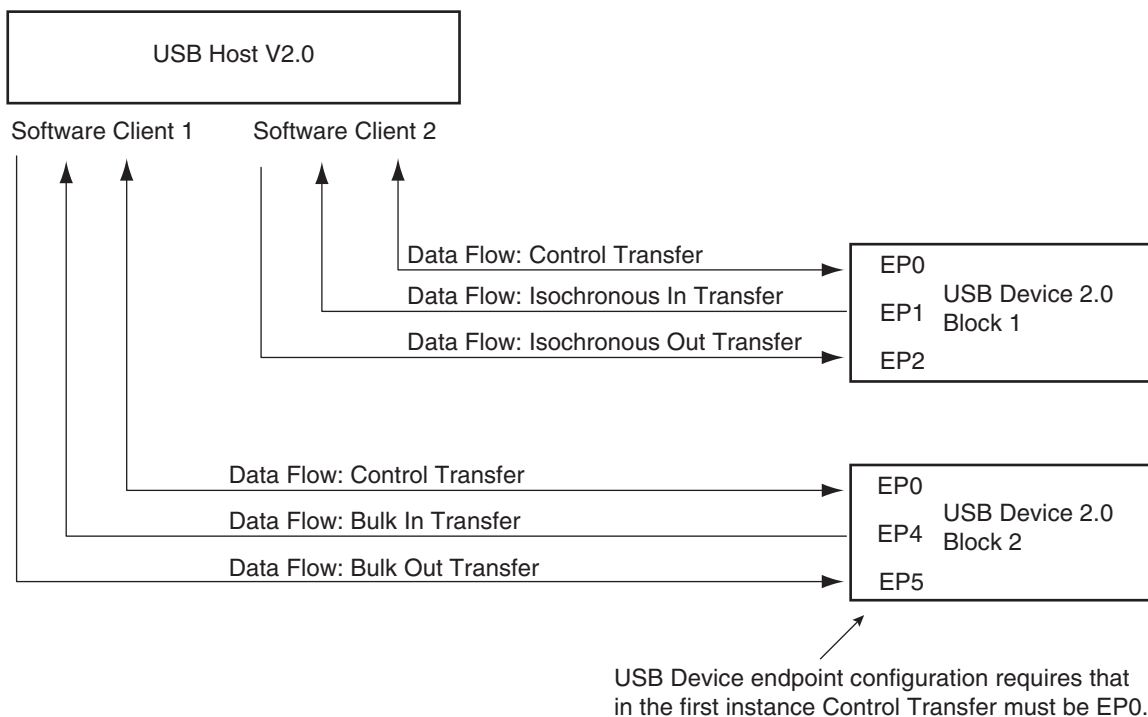 USB Host V2.0
Software Client 1
Software Client 2
Data Flow: Control Transfer
Data Flow: Isochronous In Transfer
Data Flow: Isochronous Out Transfer
EP0
EP1
EP2
USB Device 2.0
Block 1
Data Flow: Control Transfer
Data Flow: Bulk In Transfer
Data Flow: Bulk Out Transfer
EP0
EP4
EP5
USB Device 2.0
Block 2
USB Device endpoint configuration requires that
in the first instance Control Transfer must be EP0.